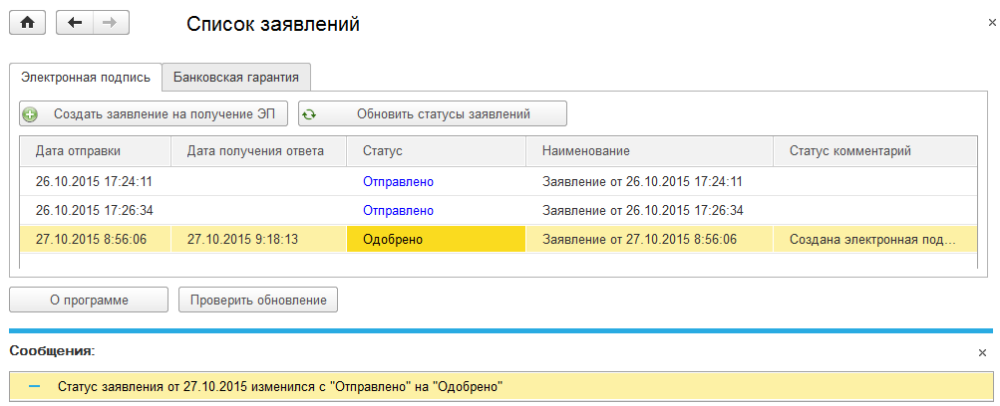 Список заявлений
Электронная подпись Банковская гарантия
Создать заявление на получение ЭП Обновить статусы заявлений
Дата отправки Дата получения ответа Статус Наименование Статус комментарий
26.10.2015 17:24:11 Отправлено Заявление от 26.10.2015 17:24:11
26.10.2015 17:26:34 Отправлено Заявление от 26.10.2015 17:26:34
27.10.2015 8:56:06 27.10.2015 9:18:13 Одобрено Заявление от 27.10.2015 8:56:06 Создана электронная под...
О программе Проверить обновление
Сообщения:
Статус заявления от 27.10.2015 изменился с "Отправлено" на "Одобрено"